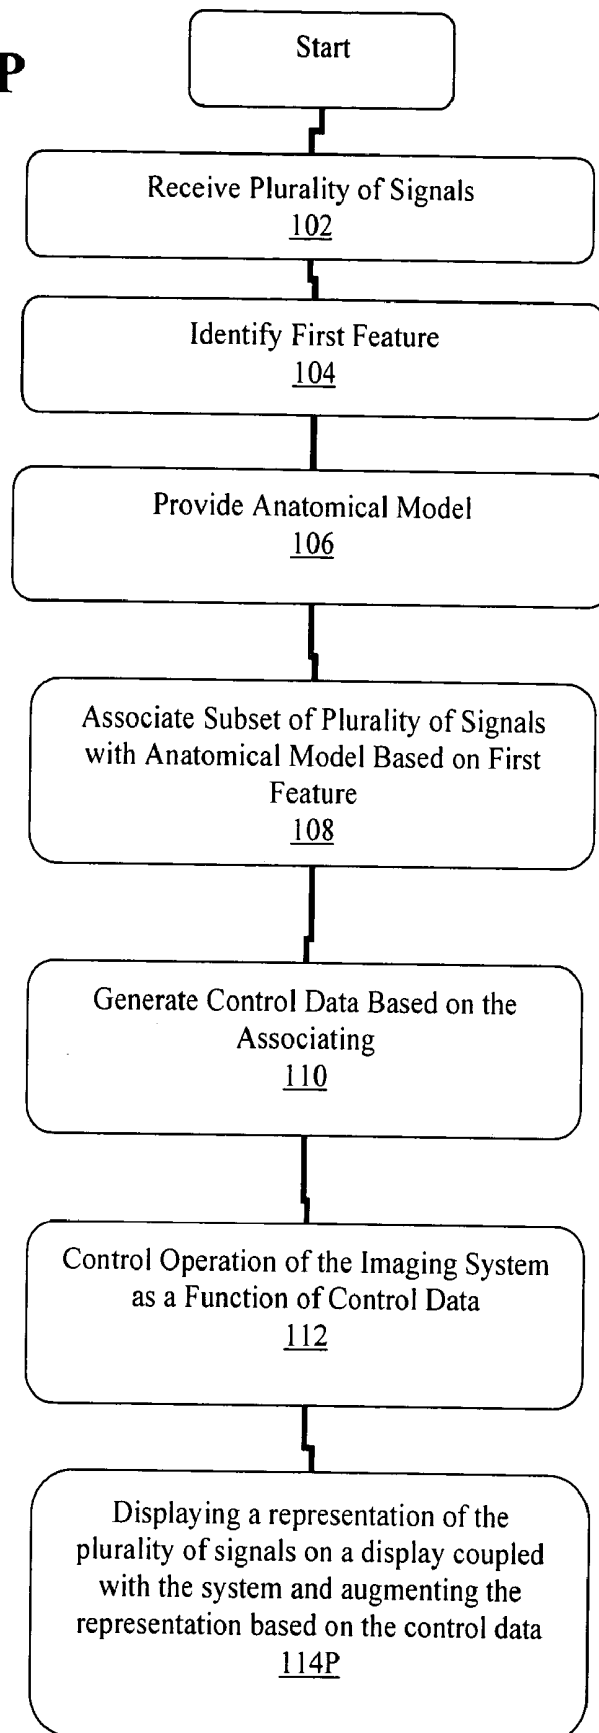 P
Start
Receive Plurality of Signals
102
Identify First Feature
104
Provide Anatomical Model
106
Associate Subset of Plurality of Signals
with Anatomical Model Based on First
Feature
108
Generate Control Data Based on the
Associating
110
Control Operation of the Imaging System
as a Function of Control Data
112
Displaying a representation of the
plurality of signals on a display coupled
with the system and augmenting the
representation based on the control data
114P